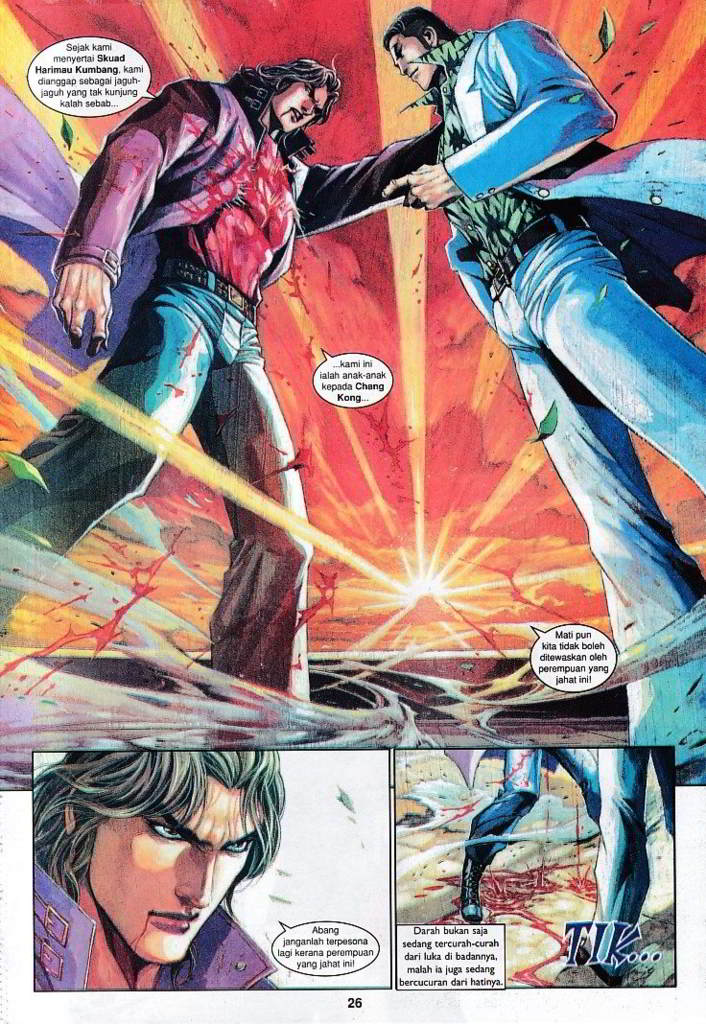 Sejak kami
menyertai Skuad
Harimau Kumbang, kami
dianggap sebagai jaguh-
jaguh yang tak kunjung
kalah sebab...
...kami ini
ialah anak-anak
kepada Chang
Kong...
Mati pun
kita tidak boleh
ditewaskan oleh
perempuan yang
jahat ini!
Abang
janganlah terpesona
lagi kerana perempuan
yang jahat ini!
Darah bukan saja
sedang tercurah-curah
dari luka di badannya,
malah ia juga sedang
bercucuran dari hatinya.
TIK...
26